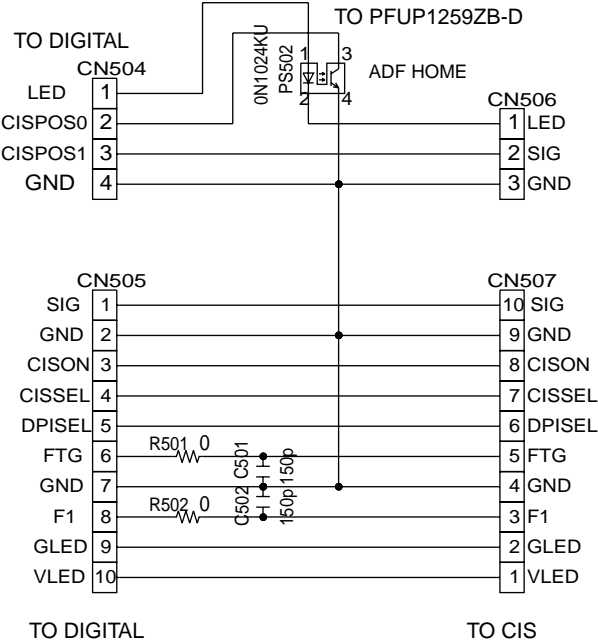 TO PFUP1259ZB-D
TO DIGITAL
0N1024KU
PS502
1 3
2 4
ADF HOME
CN504
LED 1
CISPOS0 2
CISPOS1 3
GND 4
CN506
1 LED
2 SIG
3 GND
CN505
CN507
SIG 1 10 SIG
GND 2 9 GND
CISON 3 8 CISON
CISSEL 4 7 CISSEL
DPISEL 5 6 DPISEL
R501 0 C501 150p
FTG 6 5 FTG
GND 7 4 GND
R502 0 C502 150p
F1 8 3 F1
GLED 9 2 GLED
VLED 10 1 VLED
TO DIGITAL
TO CIS